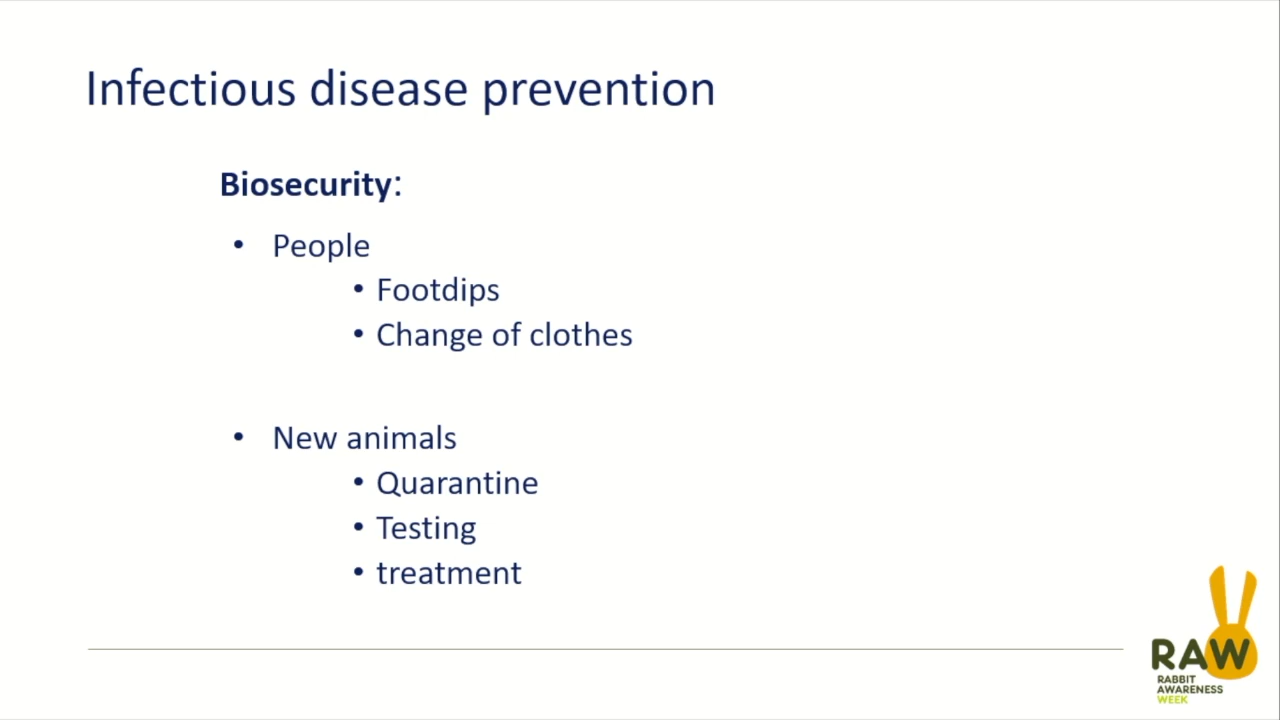 Infectious disease prevention
Biosecurity:
• People
• Footdips
• Change of clothes
• New animals
• Quarantine
• Testing
• treatment
RAW
RABBIT
AWARENESS
WEEK